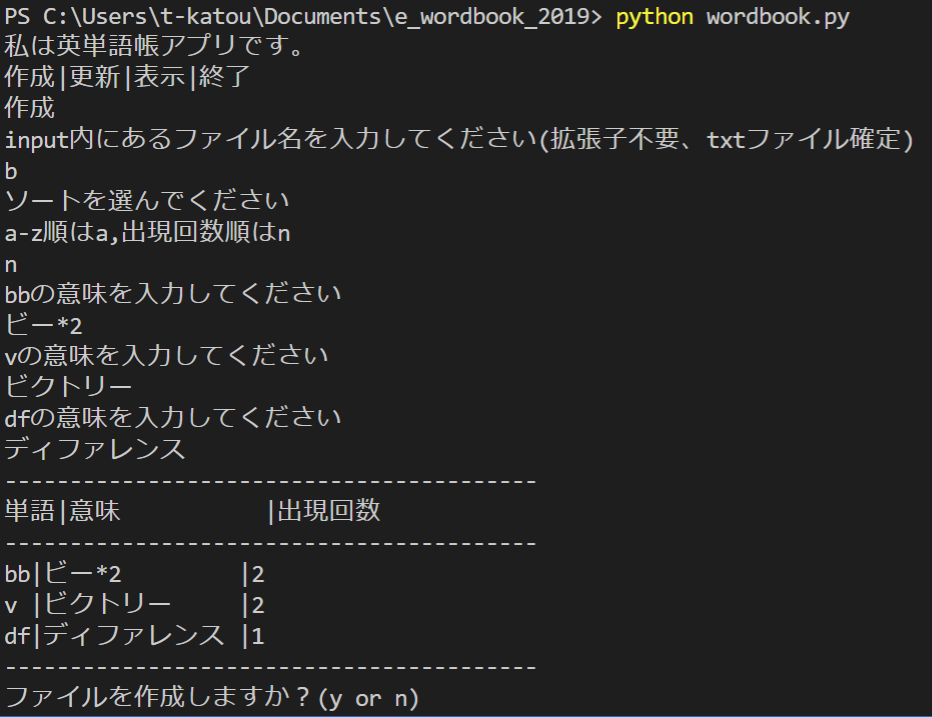 PS C:\Users\t-katou\Documents\e_wordbook_2019> python wordbook.py
私は英単語帳アプリです。
作成|更新|表示|終了
作成
input内にあるファイル名を入力してください(拡張子不要、txtファイル確定)
b
ソートを選んでください
a-z順はa,出現回数順はn
n
bbの意味を入力してください
ビー*2
vの意味を入力してください
ビクトリー
dfの意味を入力してください
ディファレンス
-----------------------------------------
単語|意味           |出現回数
-----------------------------------------
bb|ビー*2         |2
v |ビクトリー     |2
df|ディファレンス |1
-----------------------------------------
ファイルを作成しますか？(y or n)